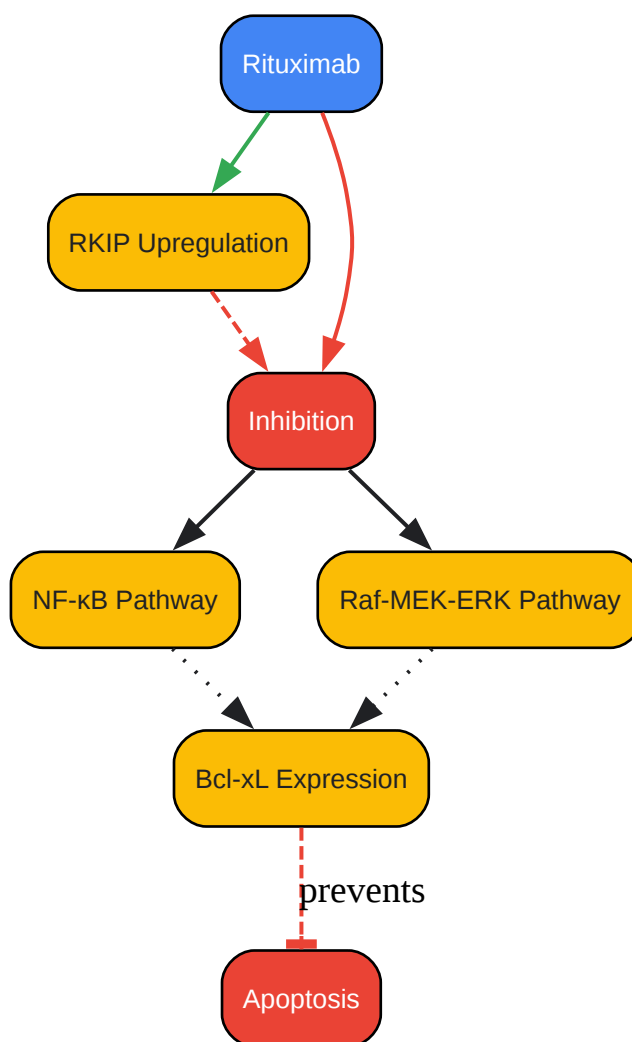 Rituximab
RKIP Upregulation
Inhibition
NF-κB Pathway
Raf-MEK-ERK Pathway
Bcl-xL Expression
prevents
Apoptosis